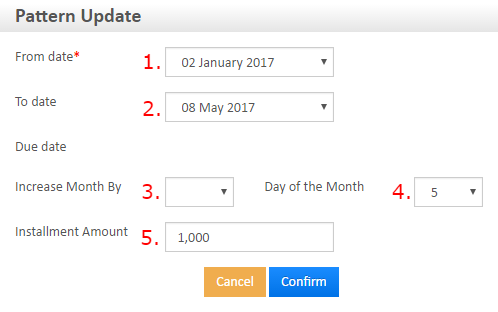 Pattern Update
From date* 1. 02 January 2017
To date 2. 08 May 2017
Due date
Increase Month By 3. Day of the Month 4. 5
Installment Amount 5. 1,000
Cancel Confirm